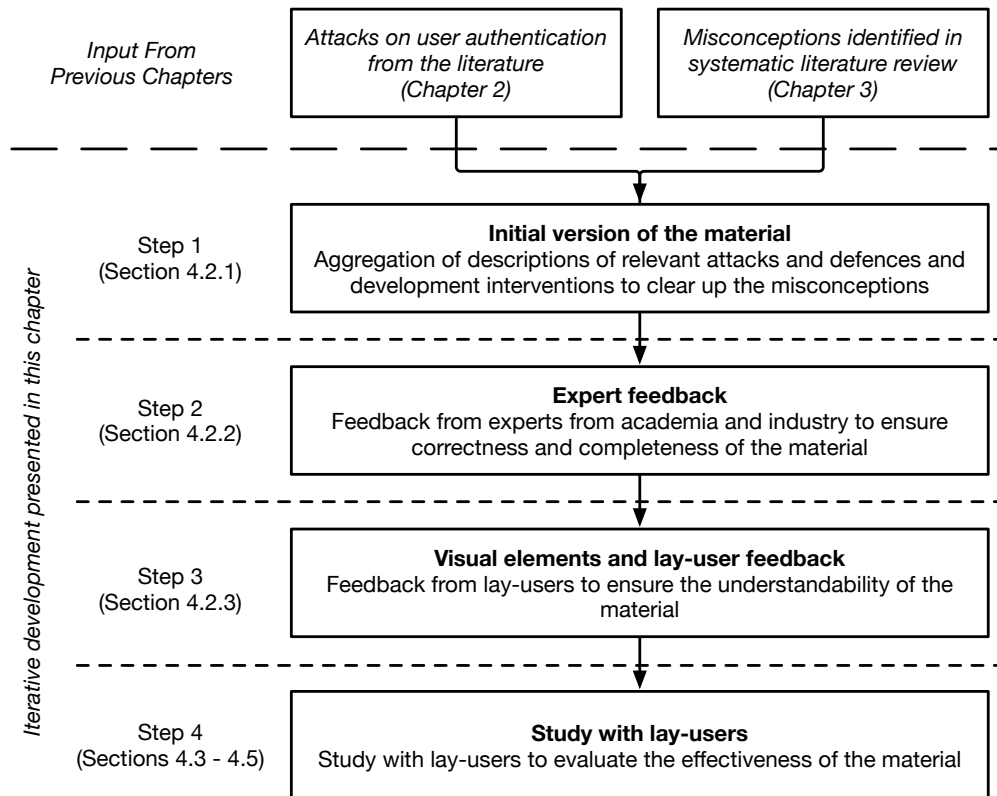 Input From
Previous Chapters
Attacks on user authentication
from the literature
(Chapter 2)
Misconceptions identified in
systematic literature review
(Chapter 3)
Iterative development presented in this chapter
Step 1
(Section 4.2.1)
Initial version of the material
Aggregation of descriptions of relevant attacks and defences and
development interventions to clear up the misconceptions
Step 2
(Section 4.2.2)
Expert feedback
Feedback from experts from academia and industry to ensure
correctness and completeness of the material
Step 3
(Section 4.2.3)
Visual elements and lay-user feedback
Feedback from lay-users to ensure the understandability of the
material
Step 4
(Sections 4.3 - 4.5)
Study with lay-users
Study with lay-users to evaluate the effectiveness of the material